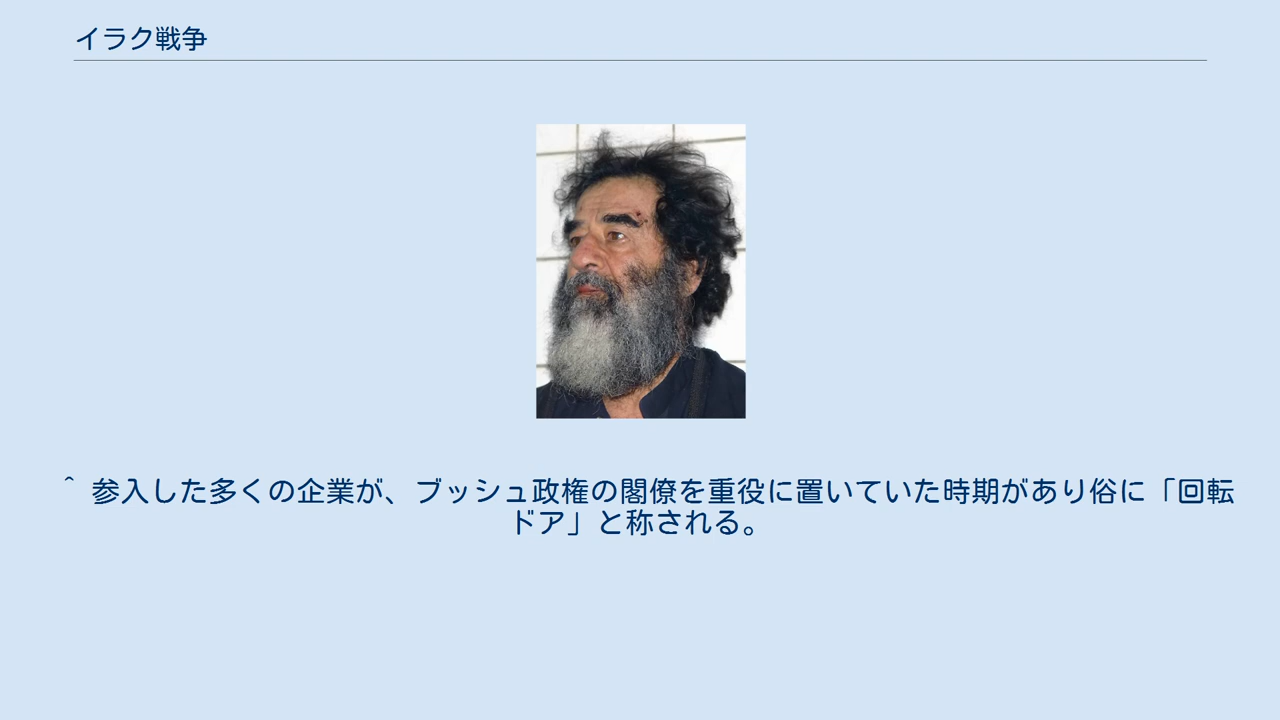 イラク戦争
^ 参入した多くの企業が、ブッシュ政権の閣僚を重役に置いていた時期があり俗に「回転
ドア」と称される。